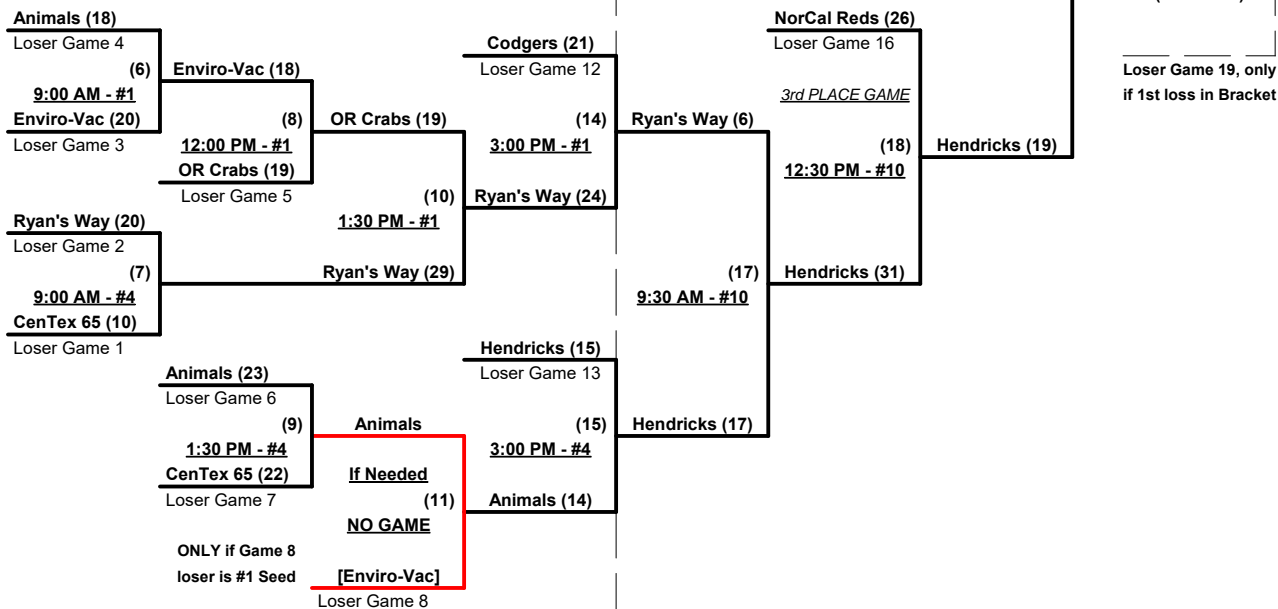 Animals (18)
Loser Game 4
(6)
9:00 AM - #1
Enviro-Vac (20)
Loser Game 3
Enviro-Vac (18)
(8)
12:00 PM - #1
OR Crabs (19)
Loser Game 5
OR Crabs (19)
(10)
1:30 PM - #1
Ryan's Way (20)
Loser Game 2
(7)
9:00 AM - #4
CenTex 65 (10)
Loser Game 1
Ryan's Way (29)
Codgers (21)
Loser Game 12
(14)
3:00 PM - #1
Ryan's Way (24)
Ryan's Way (6)
(17)
9:30 AM - #10
Animals (23)
Loser Game 6
(9)
1:30 PM - #4
CenTex 65 (22)
Loser Game 7
Animals
If Needed
(11)
NO GAME
ONLY if Game 8
loser is #1 Seed
[Enviro-Vac]
Loser Game 8
Hendricks (15)
Loser Game 13
(15)
3:00 PM - #4
Animals (14)
Hendricks (17)
NorCal Reds (26)
Loser Game 16
3rd PLACE GAME
(18)
12:30 PM - #10
Hendricks (31)
Hendricks (19)
Loser Game 19, only
if 1st loss in Bracket